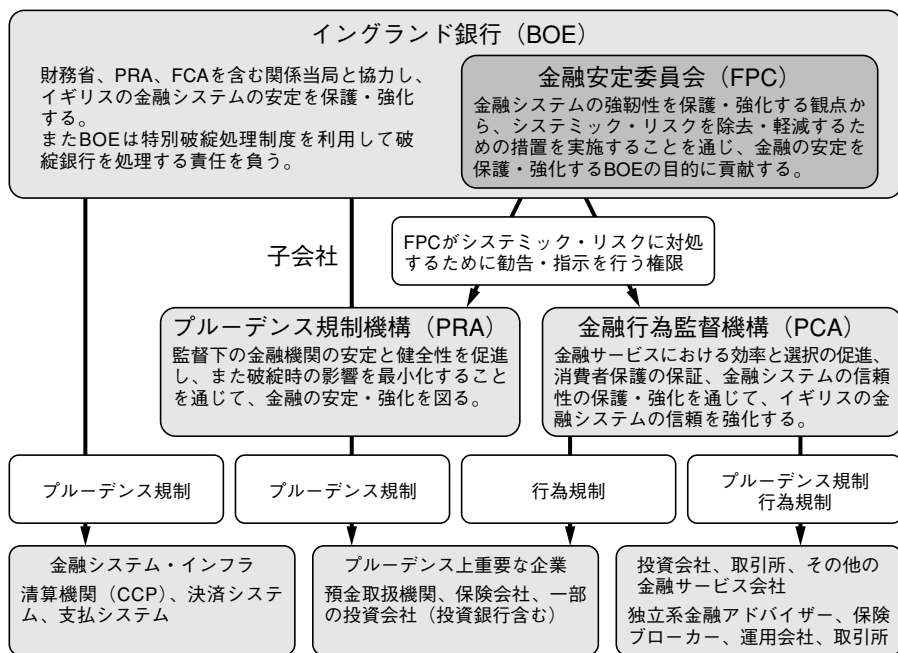 イングランド銀行（BOE）
財務省、PRA、FCAを含む関係当局と協力し、
イギリスの金融システムの安定を保護・強化
する。
またBOEは特別破綻処理制度を利用して破
綻銀行を処理する責任を負う。
金融安定委員会（FPC）
金融システムの強靭性を保護・強化する観点
から、システミック・リスクを除去・軽減するた
めの措置を実施することを通じ、金融の安定を
保護・強化するBOEの目的に貢献する。
子会社
FPCがシステミック・リスクに対処
するために勧告・指示を行う権限
プルーデンス規制機構（PRA）
監督下の金融機関の安定と健全性を促進
し、また破綻時の影響を最小化すること
を通じて、金融の安定・強化を図る。
金融行為監督機構（PCA）
金融サービスにおける効率と選択の促進、
消費者保護の保証、金融システムの信頼
性の保護・強化を通じて、イギリスの金
融システムの信頼を強化する。
プルーデンス規制
プルーデンス規制
行為規制
プルーデンス規制
行為規制
金融システム・インフラ
清算機関（CCP）、決済システ
ム、支払システム
プルーデンス上重要な企業
預金取扱機関、保険会社、一部
の投資会社（投資銀行含む）
投資会社、取引所、その他の
金融サービス会社
独立系金融アドバイザー、保険
ブローカー、運用会社、取引所